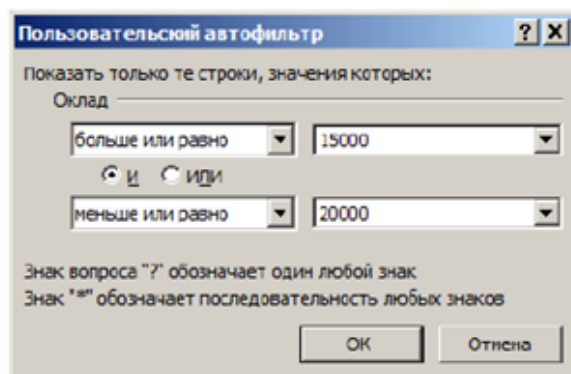 Пользовательский автофильтр
Показать только те строки, значения которых:
Оклад
больше или равно 15000
и или
меньше или равно 20000
Знак вопроса "?" обозначает один любой знак
Знак "*" обозначает последовательность любых знаков
ОК Отмена